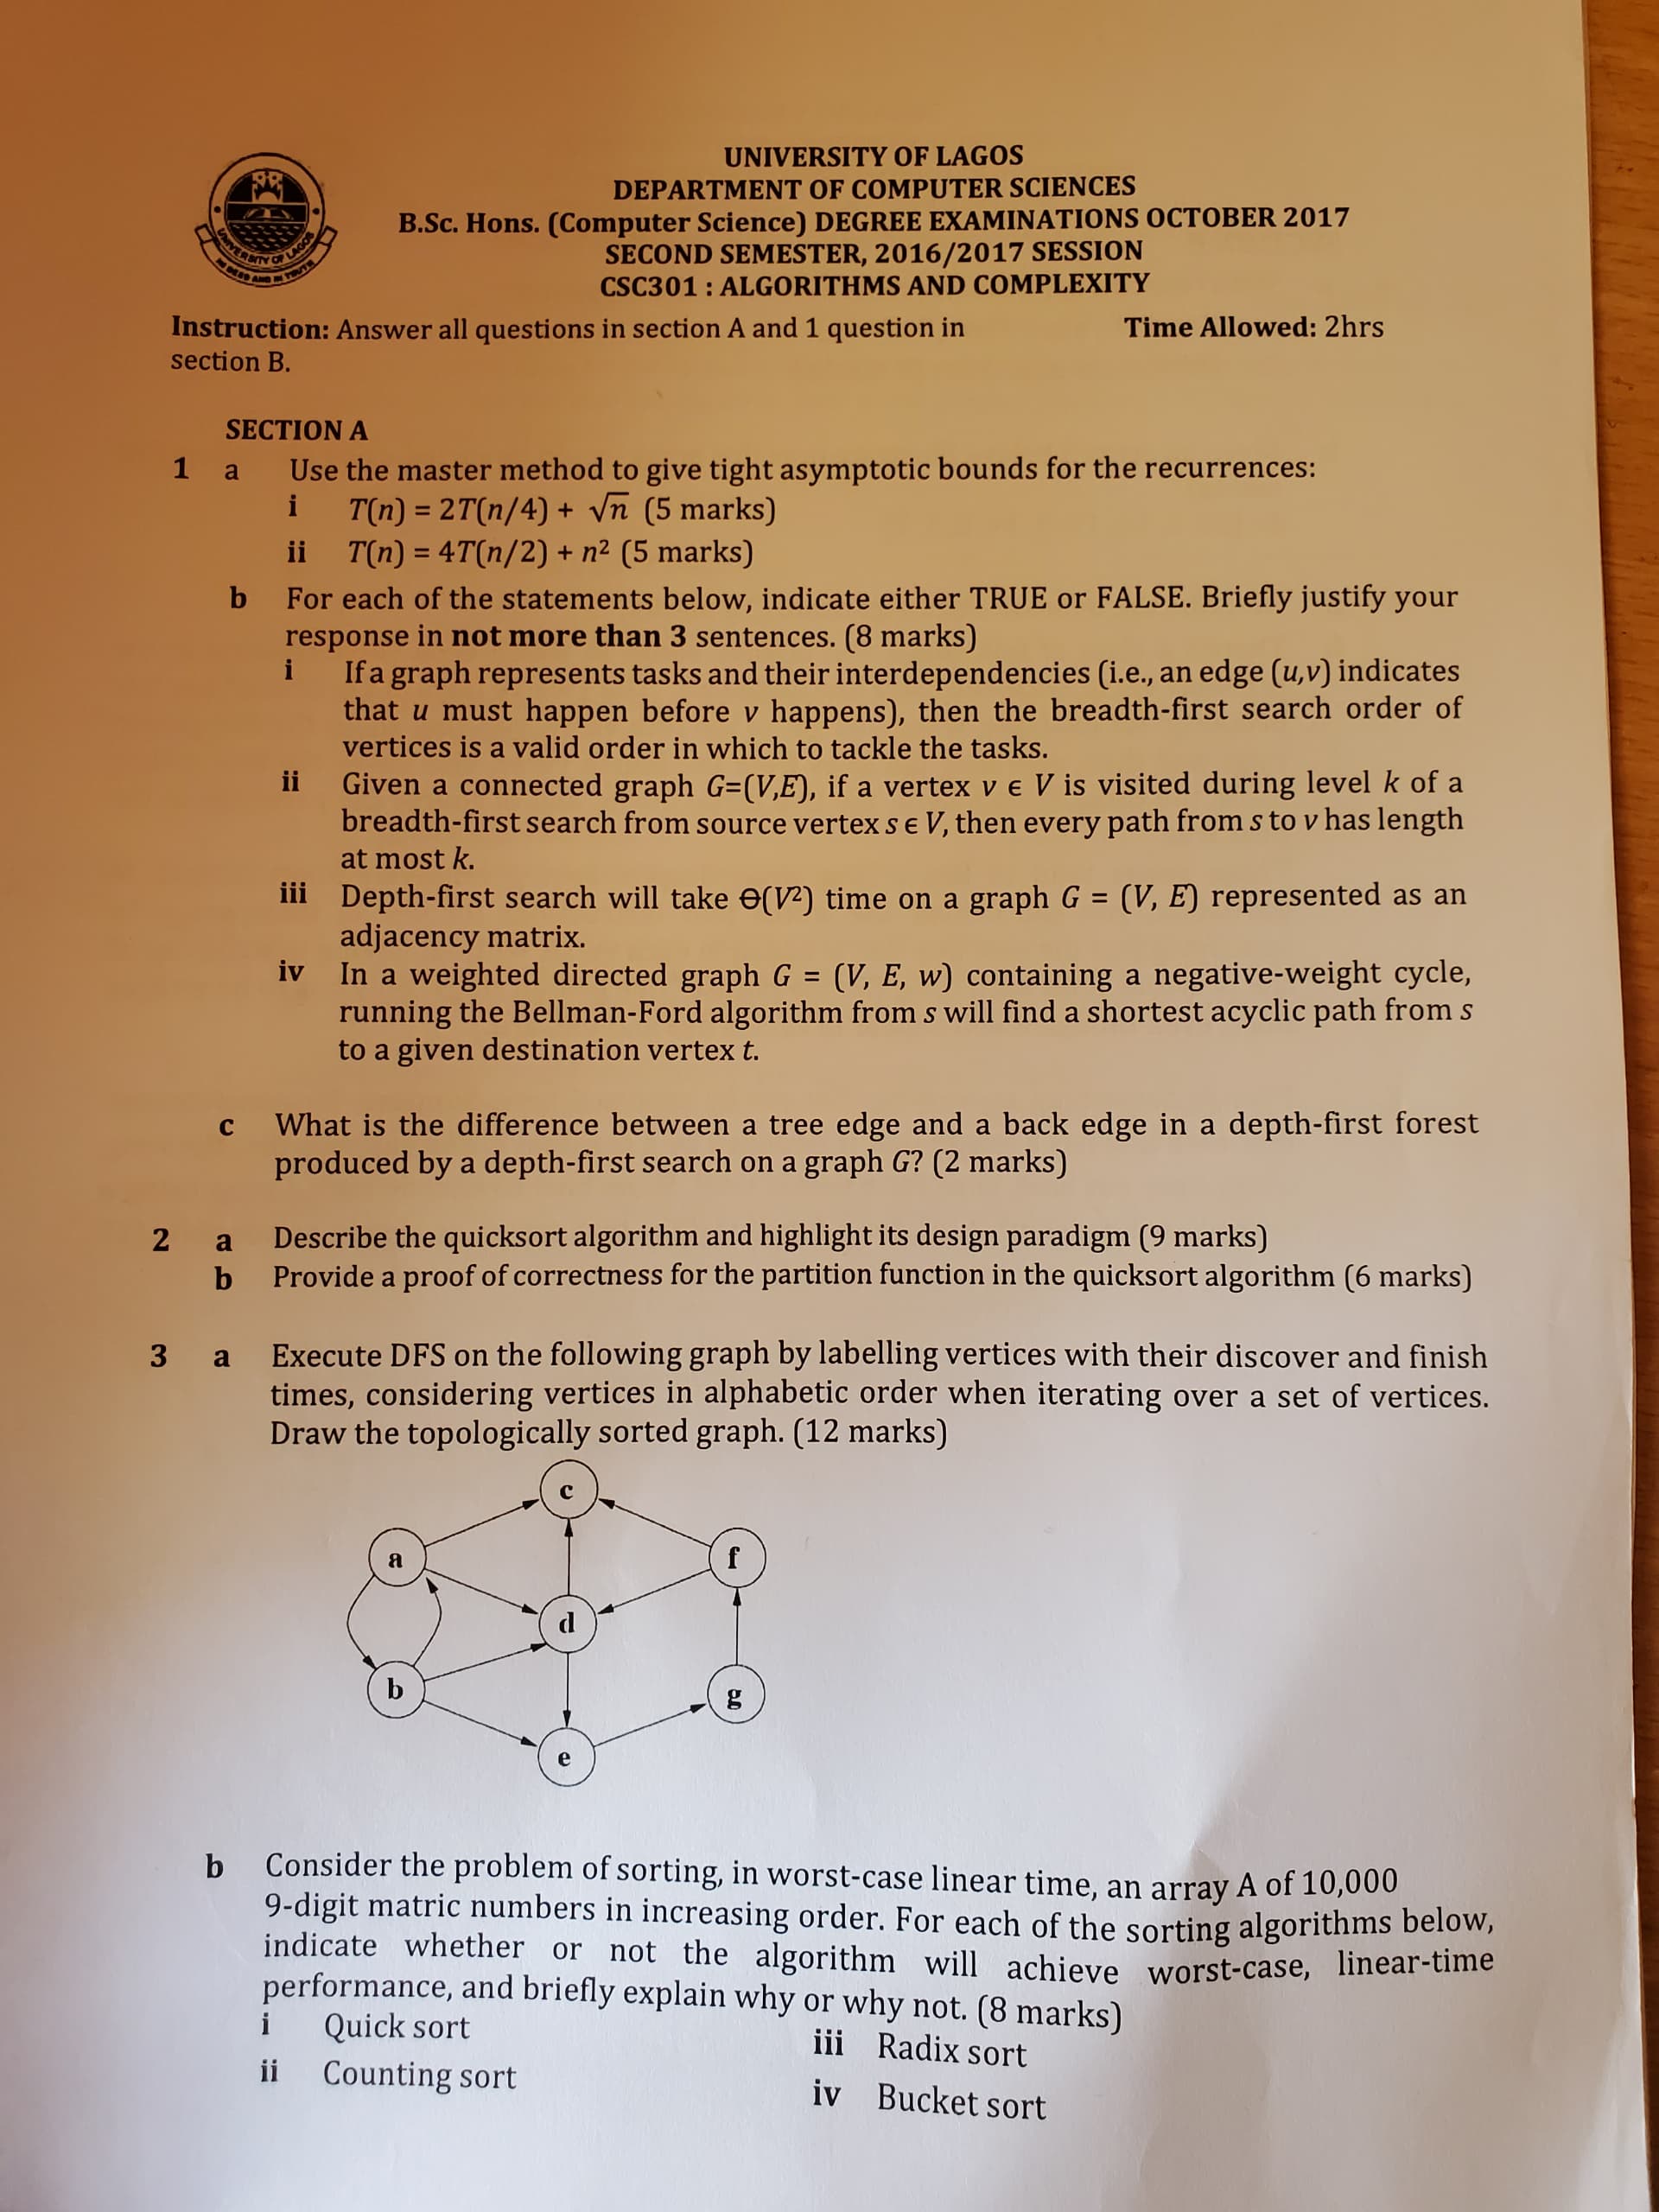 UNIVERSITY OF LAGOS
DEPARTMENT OF COMPUTER SCIENCES
B.Sc. Hons. (Computer Science) DEGREE EXAMINATIONS OCTOBER 2017
SECOND SEMESTER, 2016/2017 SESSION
CSC301 : ALGORITHMS AND COMPLEXITY
UNIVERSITY OF LAGOS
IN DEED AND IN TRUTH
Instruction: Answer all questions in section A and 1 question in Time Allowed: 2hrs
section B.
SECTION A
1 a Use the master method to give tight asymptotic bounds for the recurrences:
i T(n) = 2T(n/4) + √n (5 marks)
ii T(n) = 4T(n/2) + n² (5 marks)
b For each of the statements below, indicate either TRUE or FALSE. Briefly justify your
response in not more than 3 sentences. (8 marks)
i If a graph represents tasks and their interdependencies (i.e., an edge (u,v) indicates
that u must happen before v happens), then the breadth-first search order of
vertices is a valid order in which to tackle the tasks.
ii Given a connected graph G=(V,E), if a vertex v ϵ V is visited during level k of a
breadth-first search from source vertex s ϵ V, then every path from s to v has length
at most k.
iii Depth-first search will take Ө(V²) time on a graph G = (V, E) represented as an
adjacency matrix.
iv In a weighted directed graph G = (V, E, w) containing a negative-weight cycle,
running the Bellman-Ford algorithm from s will find a shortest acyclic path from s
to a given destination vertex t.
c What is the difference between a tree edge and a back edge in a depth-first forest
produced by a depth-first search on a graph G? (2 marks)
2 a Describe the quicksort algorithm and highlight its design paradigm (9 marks)
b Provide a proof of correctness for the partition function in the quicksort algorithm (6 marks)
3 a Execute DFS on the following graph by labelling vertices with their discover and finish
times, considering vertices in alphabetic order when iterating over a set of vertices.
Draw the topologically sorted graph. (12 marks)
c
a
f
d
b
g
e
b Consider the problem of sorting, in worst-case linear time, an array A of 10,000
9-digit matric numbers in increasing order. For each of the sorting algorithms below,
indicate whether or not the algorithm will achieve worst-case, linear-time
performance, and briefly explain why or why not. (8 marks)
i Quick sort iii Radix sort
ii Counting sort iv Bucket sort